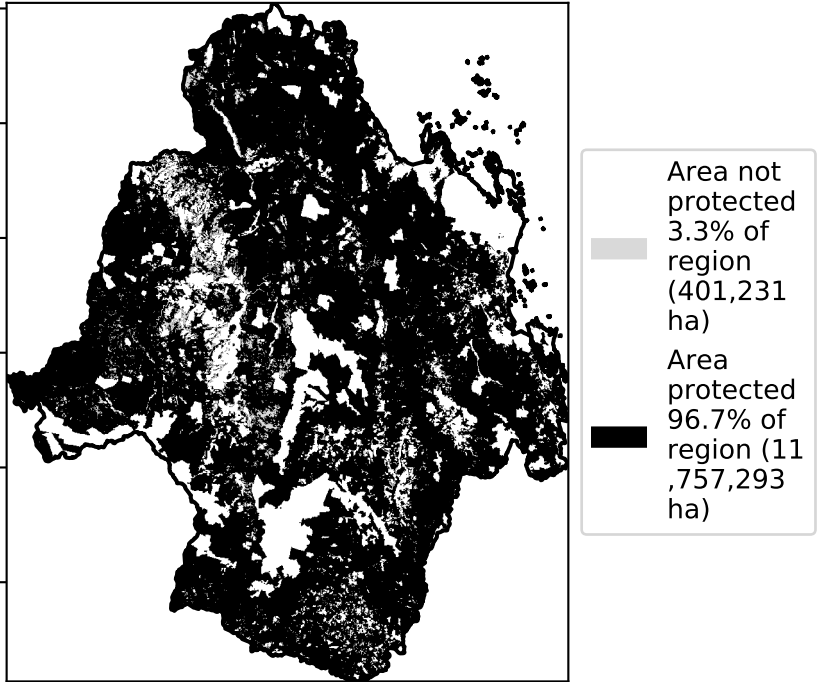 Area not
protected
3.3% of
region
(401,231
ha)
Area
protected
96.7% of
region (11
,757,293
ha)